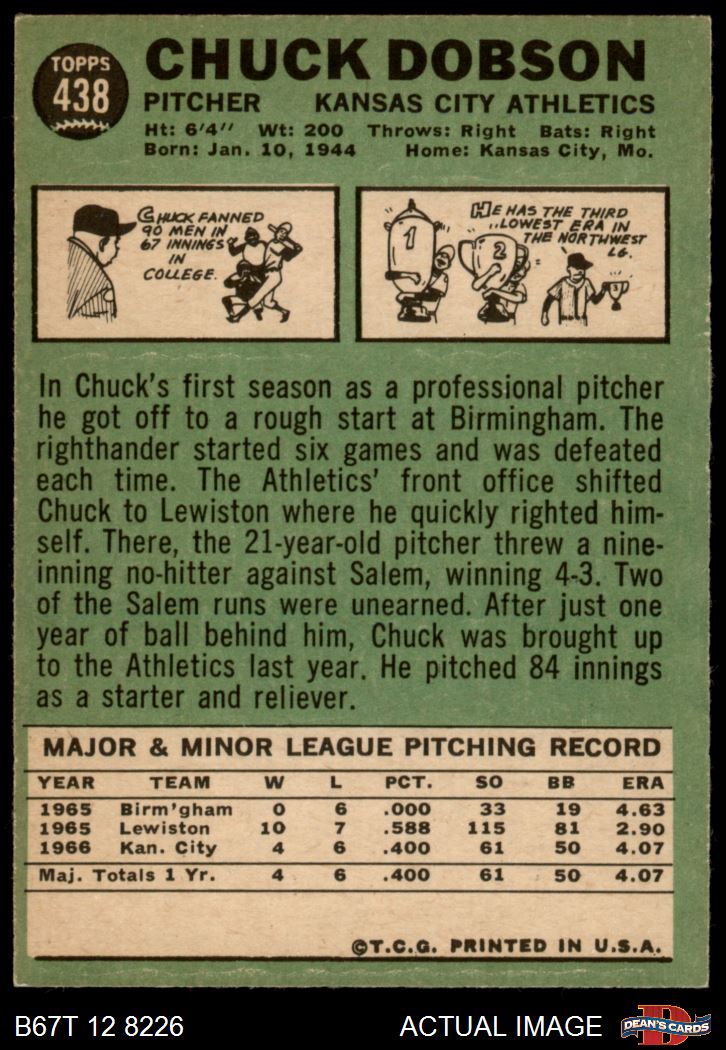 TOPPS
438
CHUCK DOBSON
PITCHER KANSAS CITY ATHLETICS
Ht: 6'4" Wt: 200 Throws: Right Bats: Right
Born: Jan. 10, 1944 Home: Kansas City, Mo.
CHUCK FANNED
90 MEN IN
67 INNINGS
IN
COLLEGE.
1
2
HE HAS THE THIRD
LOWEST ERA IN
THE NORTHWEST
LG.
3
In Chuck's first season as a professional pitcher
he got off to a rough start at Birmingham. The
righthander started six games and was defeated
each time. The Athletics' front office shifted
Chuck to Lewiston where he quickly righted him-
self. There, the 21-year-old pitcher threw a nine-
inning no-hitter against Salem, winning 4-3. Two
of the Salem runs were unearned. After just one
year of ball behind him, Chuck was brought up
to the Athletics last year. He pitched 84 innings
as a starter and reliever.
MAJOR & MINOR LEAGUE PITCHING RECORD
YEAR TEAM W L PCT. SO BB ERA
1965 Birm'gham 0 6 .000 33 19 4.63
1965 Lewiston 10 7 .588 115 81 2.90
1966 Kan. City 4 6 .400 61 50 4.07
Maj. Totals 1 Yr. 4 6 .400 61 50 4.07
©T.C.G. PRINTED IN U.S.A.
B67T 12 8226 ACTUAL IMAGE
D
DEAN'S CARDS